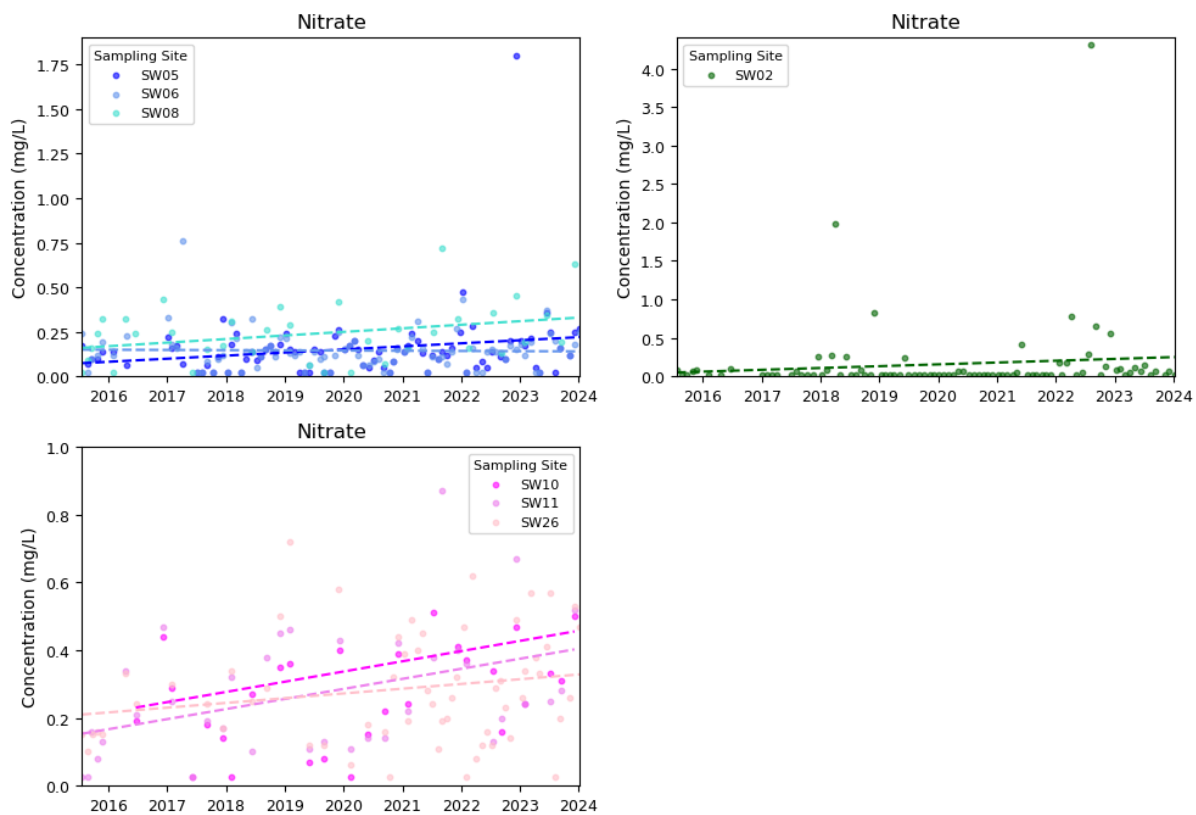 Nitrate
Concentration (mg/L)
1.75
1.50
1.25
1.00
0.75
0.50
0.25
0.00
Sampling Site
SW05
SW06
SW08
2016 2017 2018 2019 2020 2021 2022 2023 2024
Nitrate
Concentration (mg/L)
4.0
3.5
3.0
2.5
2.0
1.5
1.0
0.5
0.0
Sampling Site
SW02
2016 2017 2018 2019 2020 2021 2022 2023 2024
Nitrate
Concentration (mg/L)
1.0
0.8
0.6
0.4
0.2
0.0
Sampling Site
SW10
SW11
SW26
2016 2017 2018 2019 2020 2021 2022 2023 2024